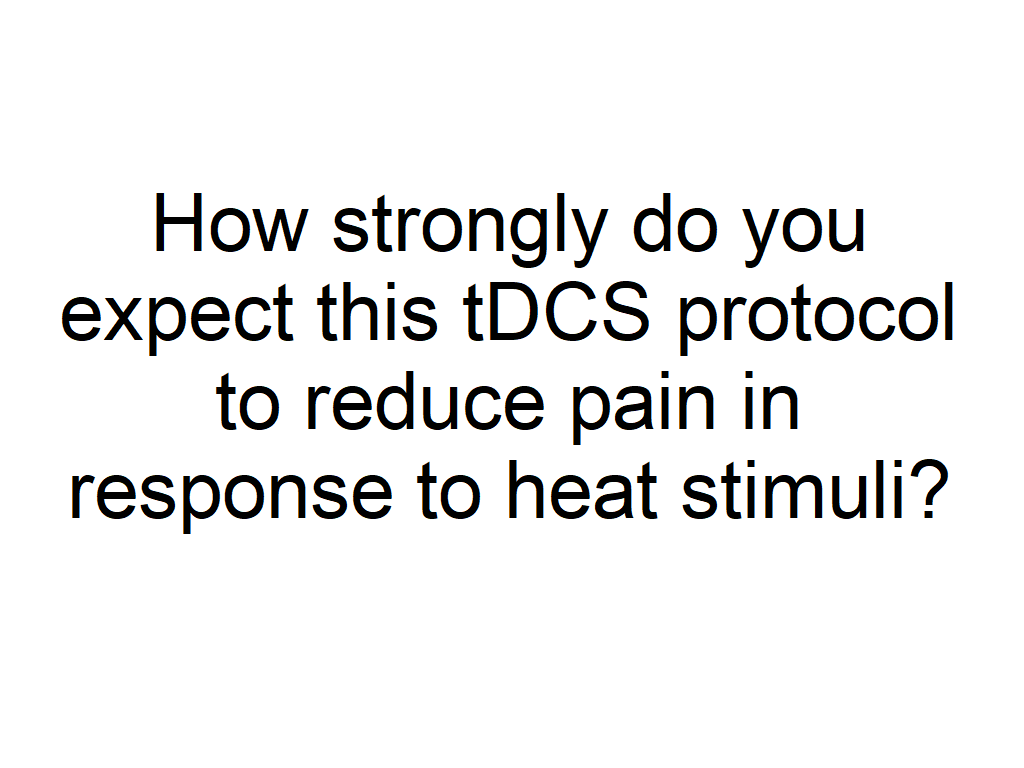 How strongly do you
expect this tDCS protocol
to reduce pain in
response to heat stimuli?